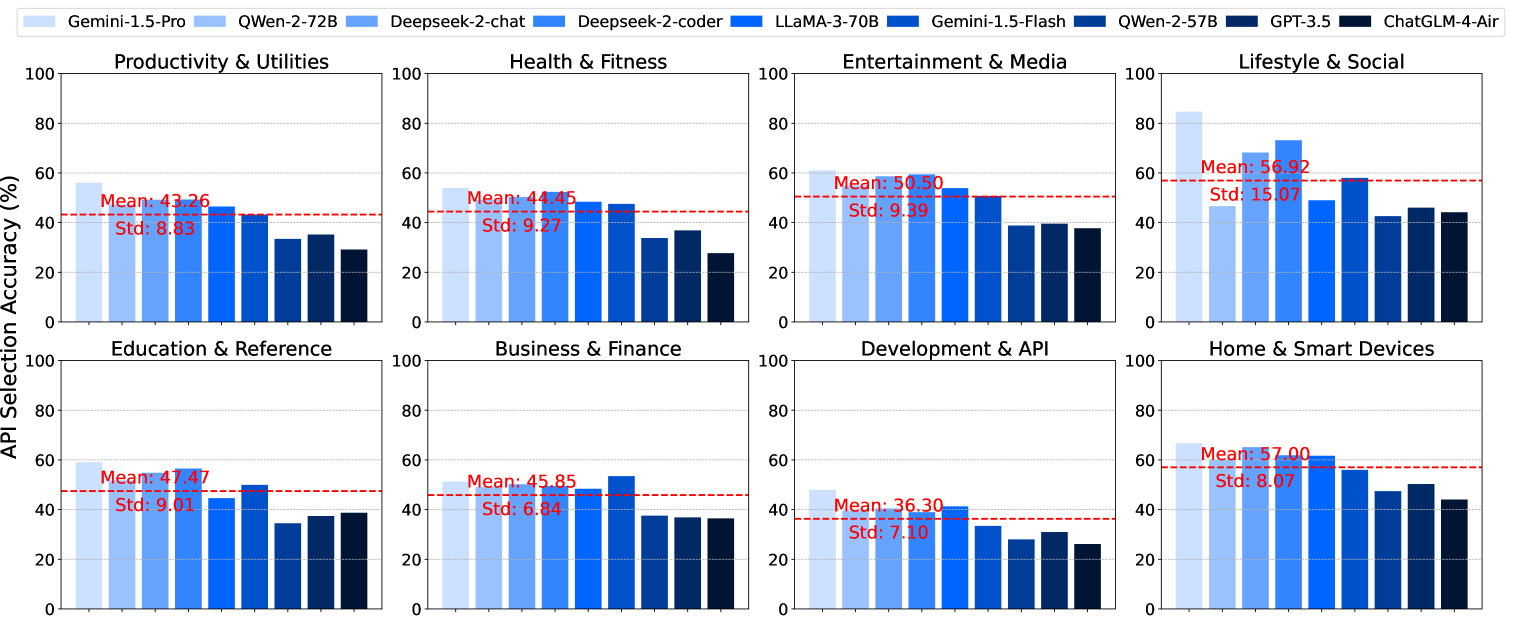 Gemini-1.5-Pro QWen-2-72B Deepseek-2-chat Deepseek-2-coder LLaMA-3-70B Gemini-1.5-Flash QWen-2-57B GPT-3.5 ChatGLM-4-Air
API Selection Accuracy (%)
Productivity & Utilities
100
80
60
40
20
0
Mean: 43.26
Std: 8.83
Health & Fitness
100
80
60
40
20
0
Mean: 44.45
Std: 9.27
Entertainment & Media
100
80
60
40
20
0
Mean: 50.50
Std: 9.39
Lifestyle & Social
100
80
60
40
20
0
Mean: 56.92
Std: 15.07
Education & Reference
100
80
60
40
20
0
Mean: 47.47
Std: 9.01
Business & Finance
100
80
60
40
20
0
Mean: 45.85
Std: 6.84
Development & API
100
80
60
40
20
0
Mean: 36.30
Std: 7.10
Home & Smart Devices
100
80
60
40
20
0
Mean: 57.00
Std: 8.07